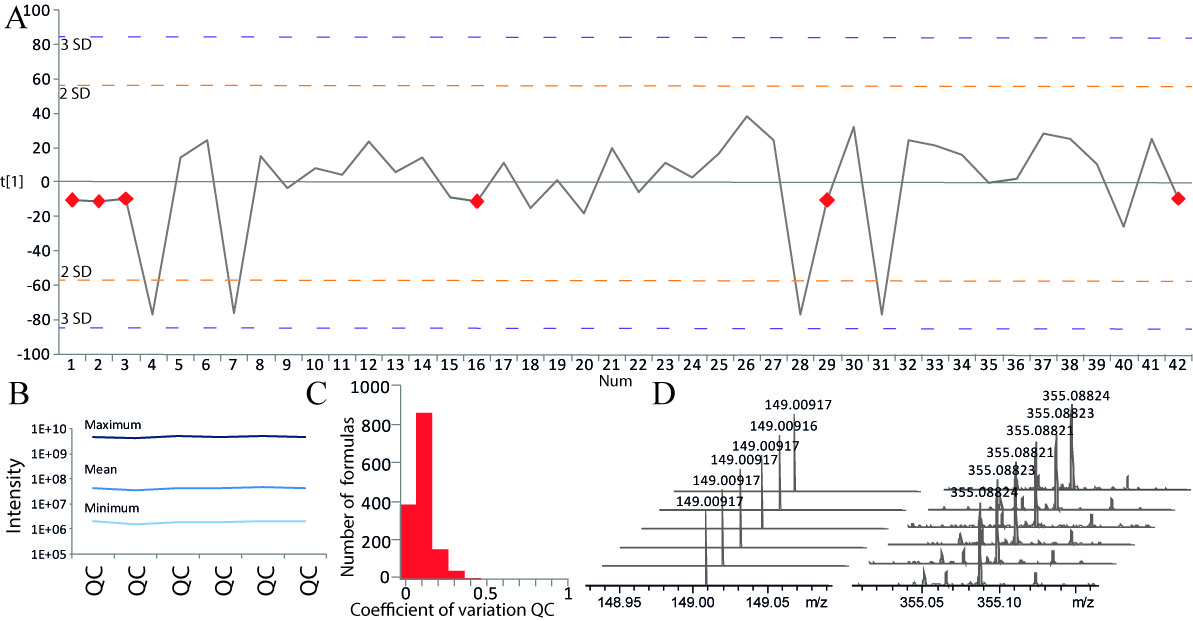 A
100
80
60
40
20
0
-20
-40
-60
-80
-100
t[1]
3 SD
2 SD
2 SD
3 SD
1 2 3 4 5 6 7 8 9 10 11 12 13 14 15 16 17 18 19 20 21 22 23 24 25 26 27 28 29 30 31 32 33 34 35 36 37 38 39 40 41 42
Num
B
Intensity
1E+10
1E+09
1E+08
1E+07
1E+06
1E+05
Maximum
Mean
Minimum
QC QC QC QC QC QC
C
Number of formulas
1000
800
600
400
200
0
0 0.5 1
Coefficient of variation QC
D
149.00917
149.00916
149.00917
149.00917
149.00917
149.00917
148.95 149.00 149.05 m/z
355.08824
355.08823
355.08821
355.08821
355.08823
355.08824
355.05 355.10 m/z